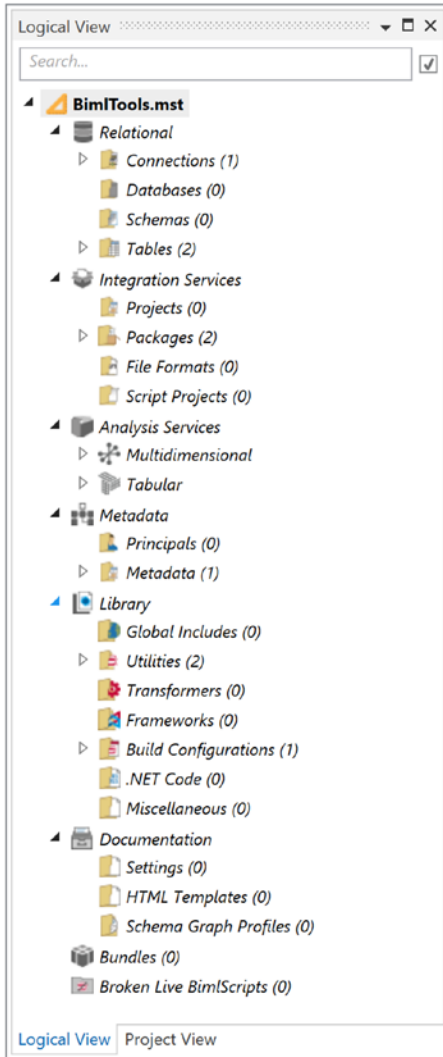 Logical View
Search...
BimlTools.mst
Relational
Connections (1)
Databases (0)
Schemas (0)
Tables (2)
Integration Services
Projects (0)
Packages (2)
File Formats (0)
Script Projects (0)
Analysis Services
Multidimensional
Tabular
Metadata
Principals (0)
Metadata (1)
Library
Global Includes (0)
Utilities (2)
Transformers (0)
Frameworks (0)
Build Configurations (1)
.NET Code (0)
Miscellaneous (0)
Documentation
Settings (0)
HTML Templates (0)
Schema Graph Profiles (0)
Bundles (0)
Broken Live BimlScripts (0)
Logical View Project View